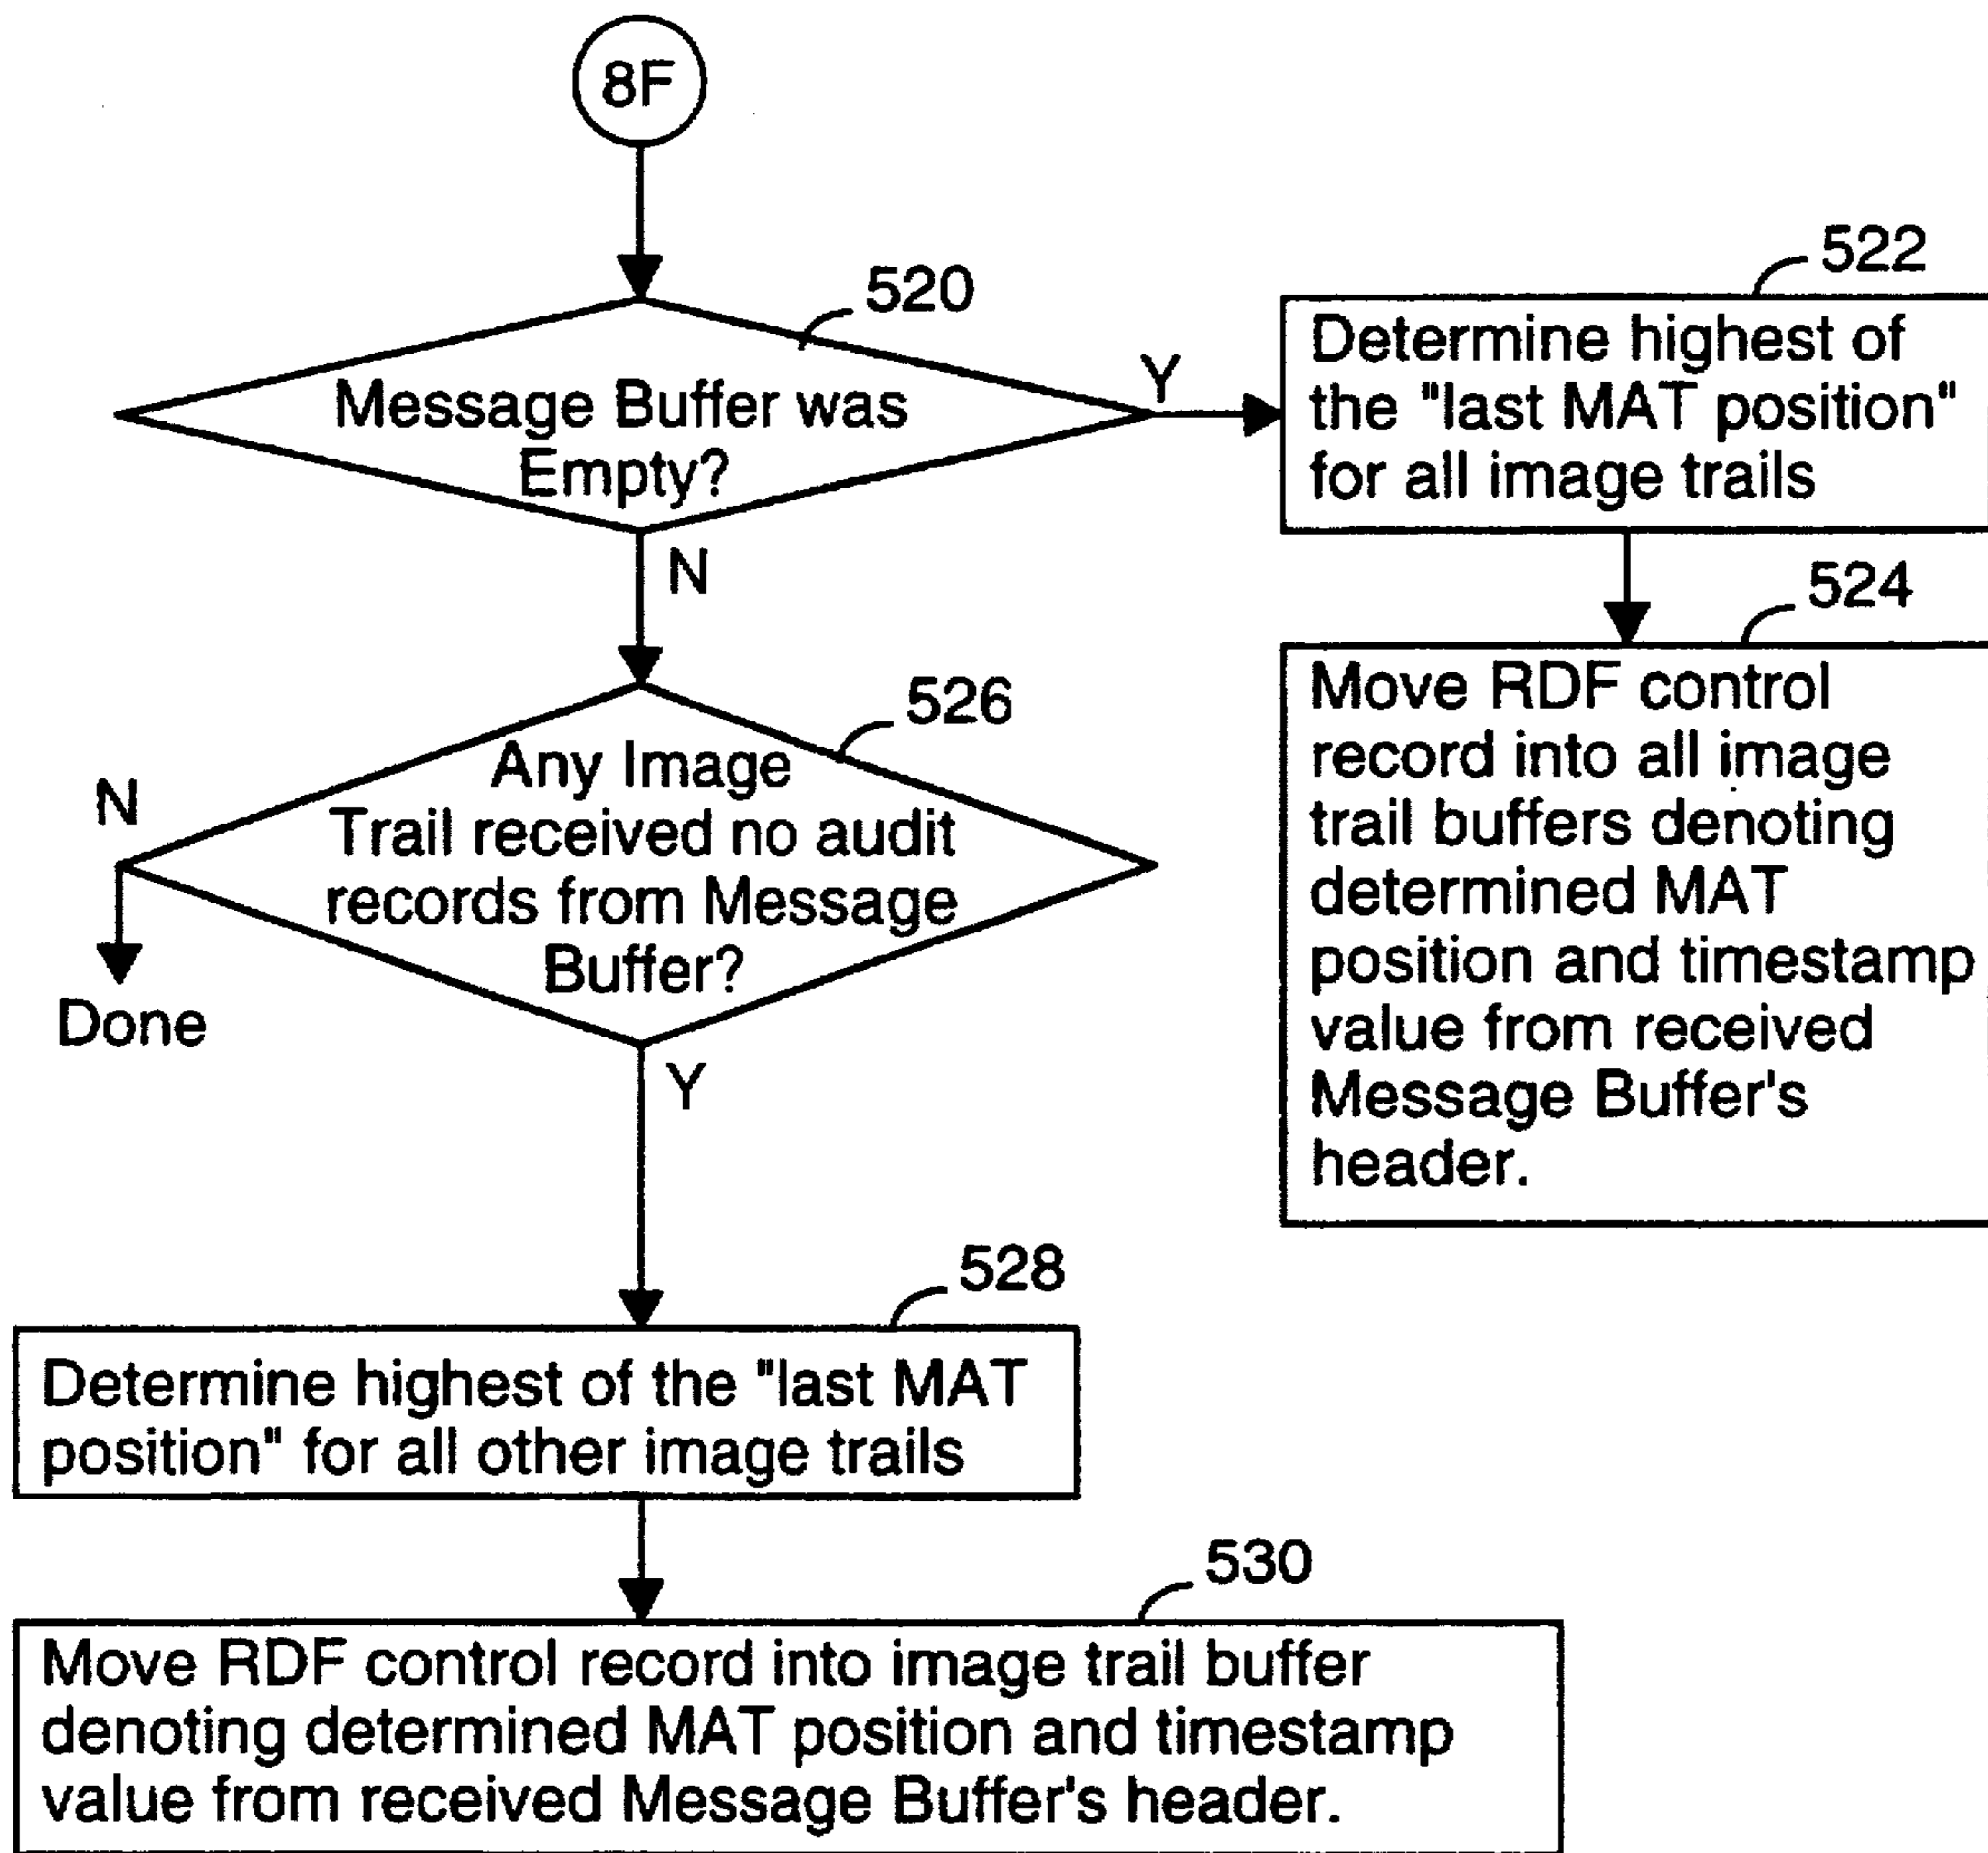 8F
520
Message Buffer was
Empty?
Y
522
Determine highest of
the "last MAT position"
for all image trails
N
524
Move RDF control
record into all image
trail buffers denoting
determined MAT
position and timestamp
value from received
Message Buffer's
header.
526
Any Image
Trail received no audit
records from Message
Buffer?
N
Done
Y
528
Determine highest of the "last MAT
position" for all other image trails
530
Move RDF control record into image trail buffer
denoting determined MAT position and timestamp
value from received Message Buffer's header.